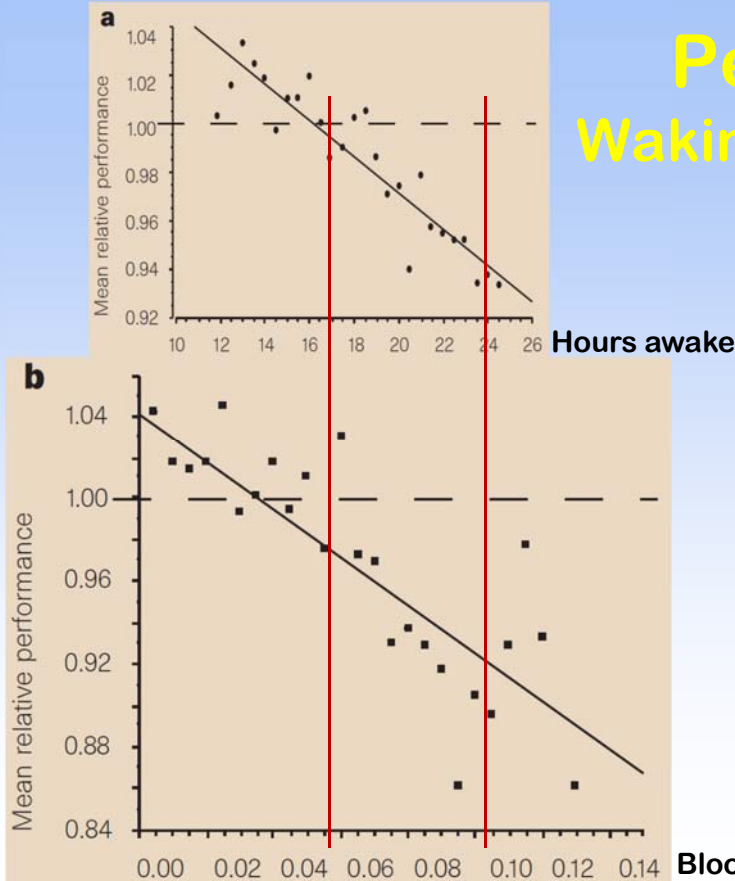 a
Pe
Wakin
Mean relative performance
1.04
1.02
1.00
0.98
0.96
0.94
0.92
10 12 14 16 18 20 22 24 26
Hours awake
b
Mean relative performance
1.04
1.00
0.96
0.92
0.88
0.84
0.00 0.02 0.04 0.06 0.08 0.10 0.12 0.14
Bloo